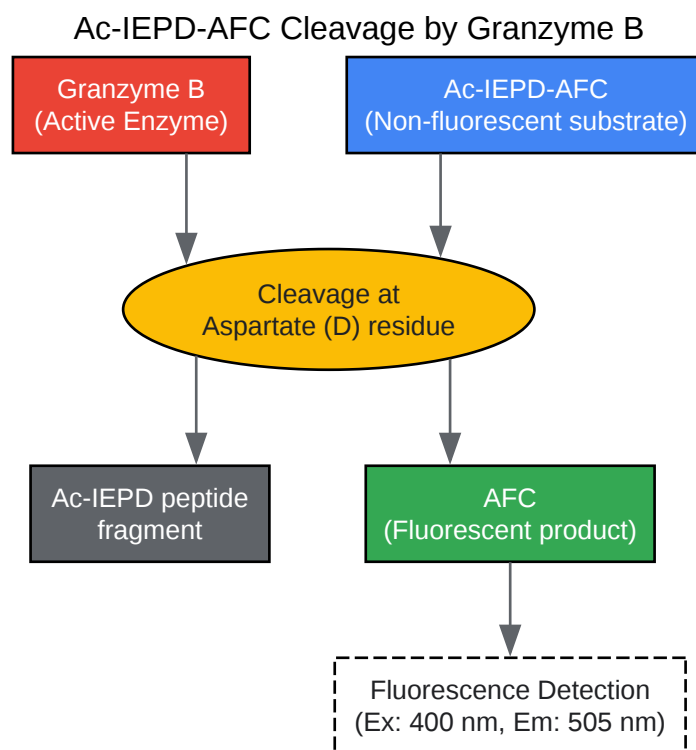 Ac-IEPD-AFC Cleavage by Granzyme B
Granzyme B
(Active Enzyme)
Ac-IEPD-AFC
(Non-fluorescent substrate)
Cleavage at
Aspartate (D) residue
Ac-IEPD peptide
fragment
AFC
(Fluorescent product)
Fluorescence Detection
(Ex: 400 nm, Em: 505 nm)